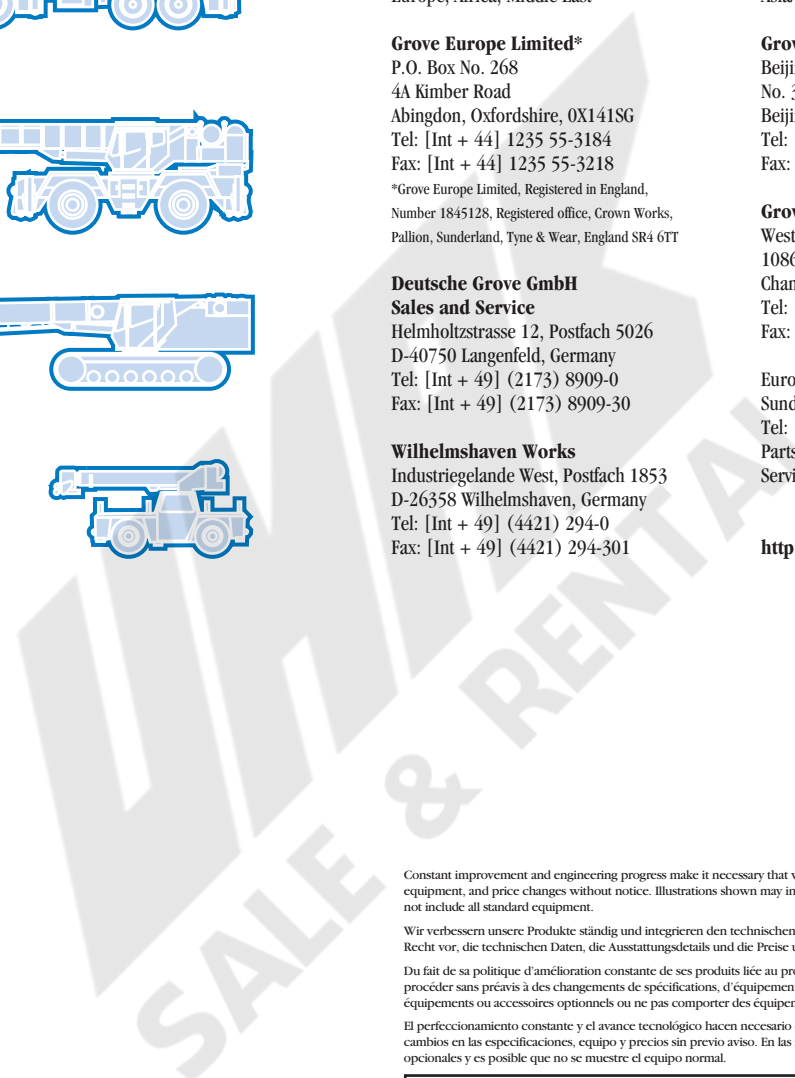 Europe, Africa, Middle East
Grove Europe Limited*
P.O. Box No. 268
4A Kimber Road
Abingdon, Oxfordshire, 0X141SG
Tel: [Int + 44] 1235 55-3184
Fax: [Int + 44] 1235 55-3218
*Grove Europe Limited, Registered in England,
Number 1845128, Registered office, Crown Works,
Pallion, Sunderland, Tyne & Wear, England SR4 6TT
Deutsche Grove GmbH
Sales and Service
Helmholtzstrasse 12, Postfach 5026
D-40750 Langenfeld, Germany
Tel: [Int + 49] (2173) 8909-0
Fax: [Int + 49] (2173) 8909-30
Wilhelmshaven Works
Industriegelande West, Postfach 1853
D-26358 Wilhelmshaven, Germany
Tel: [Int + 49] (4421) 294-0
Fax: [Int + 49] (4421) 294-301
Tel:
Fax:
West
1086
Tel:
Fax:
Tel:
http
SALE & RENTAL
Constant improvement and engineering progress make it necessary that
equipment, and price changes without notice. Illustrations shown may
not include all standard equipment.
Wir verbessern unsere Produkte ständig und integrieren den technischen
Recht vor, die technischen Daten, die Ausstattungsdetails und die Preise
Du fait de sa politique d'amélioration constante de ses produits liée au
procéder sans préavis à des changements de spécifications,
équipements ou accessoires optionnels ou ne pas comporter des
El perfeccionamiento constante y el avance tecnológico hacen necesario
cambios en las especificaciones, equipo y precios sin previo aviso. En las
opcionales y es posible que no se muestre el equipo normal.